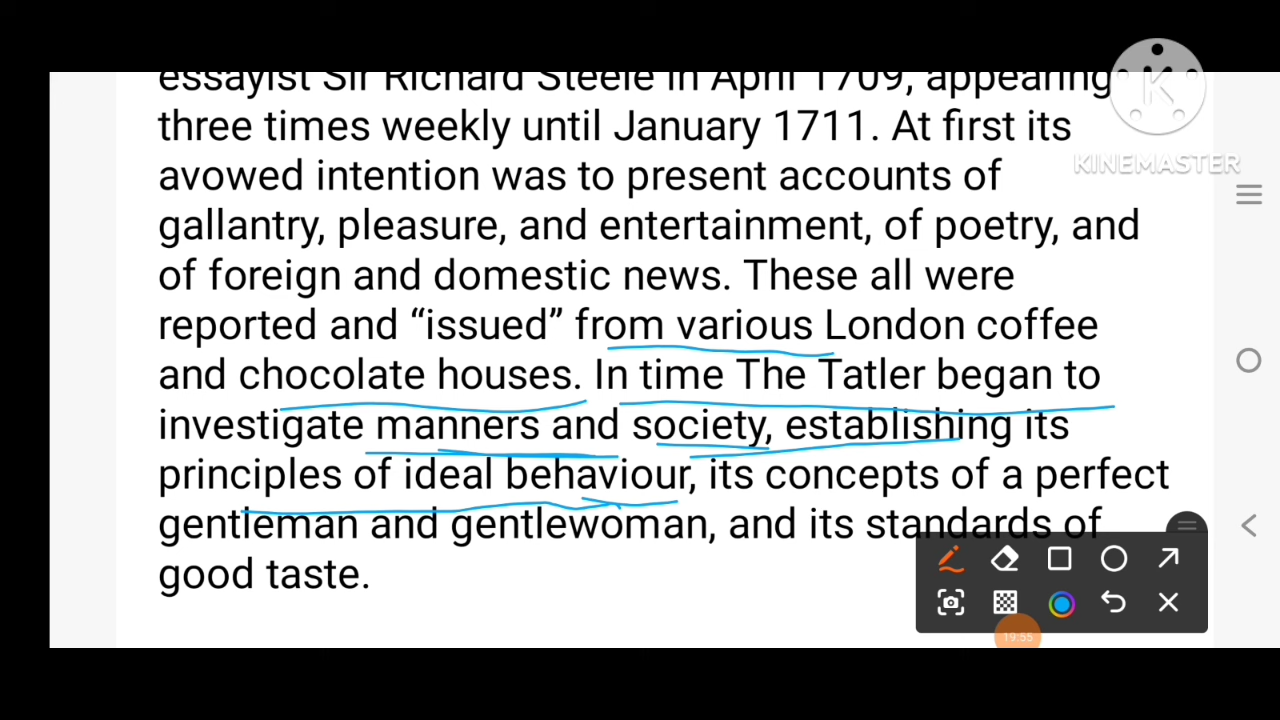 essayist Sir Richard Steele in April 1709, appearing
three times weekly until January 1711. At first its
avowed intention was to present accounts of
gallantry, pleasure, and entertainment, of poetry, and
of foreign and domestic news. These all were
reported and “issued” from various London coffee
and chocolate houses. In time The Tatler began to
investigate manners and society, establishing its
principles of ideal behaviour, its concepts of a perfect
gentleman and gentlewoman, and its standards of
good taste.
K
KINEMASTER
19:55